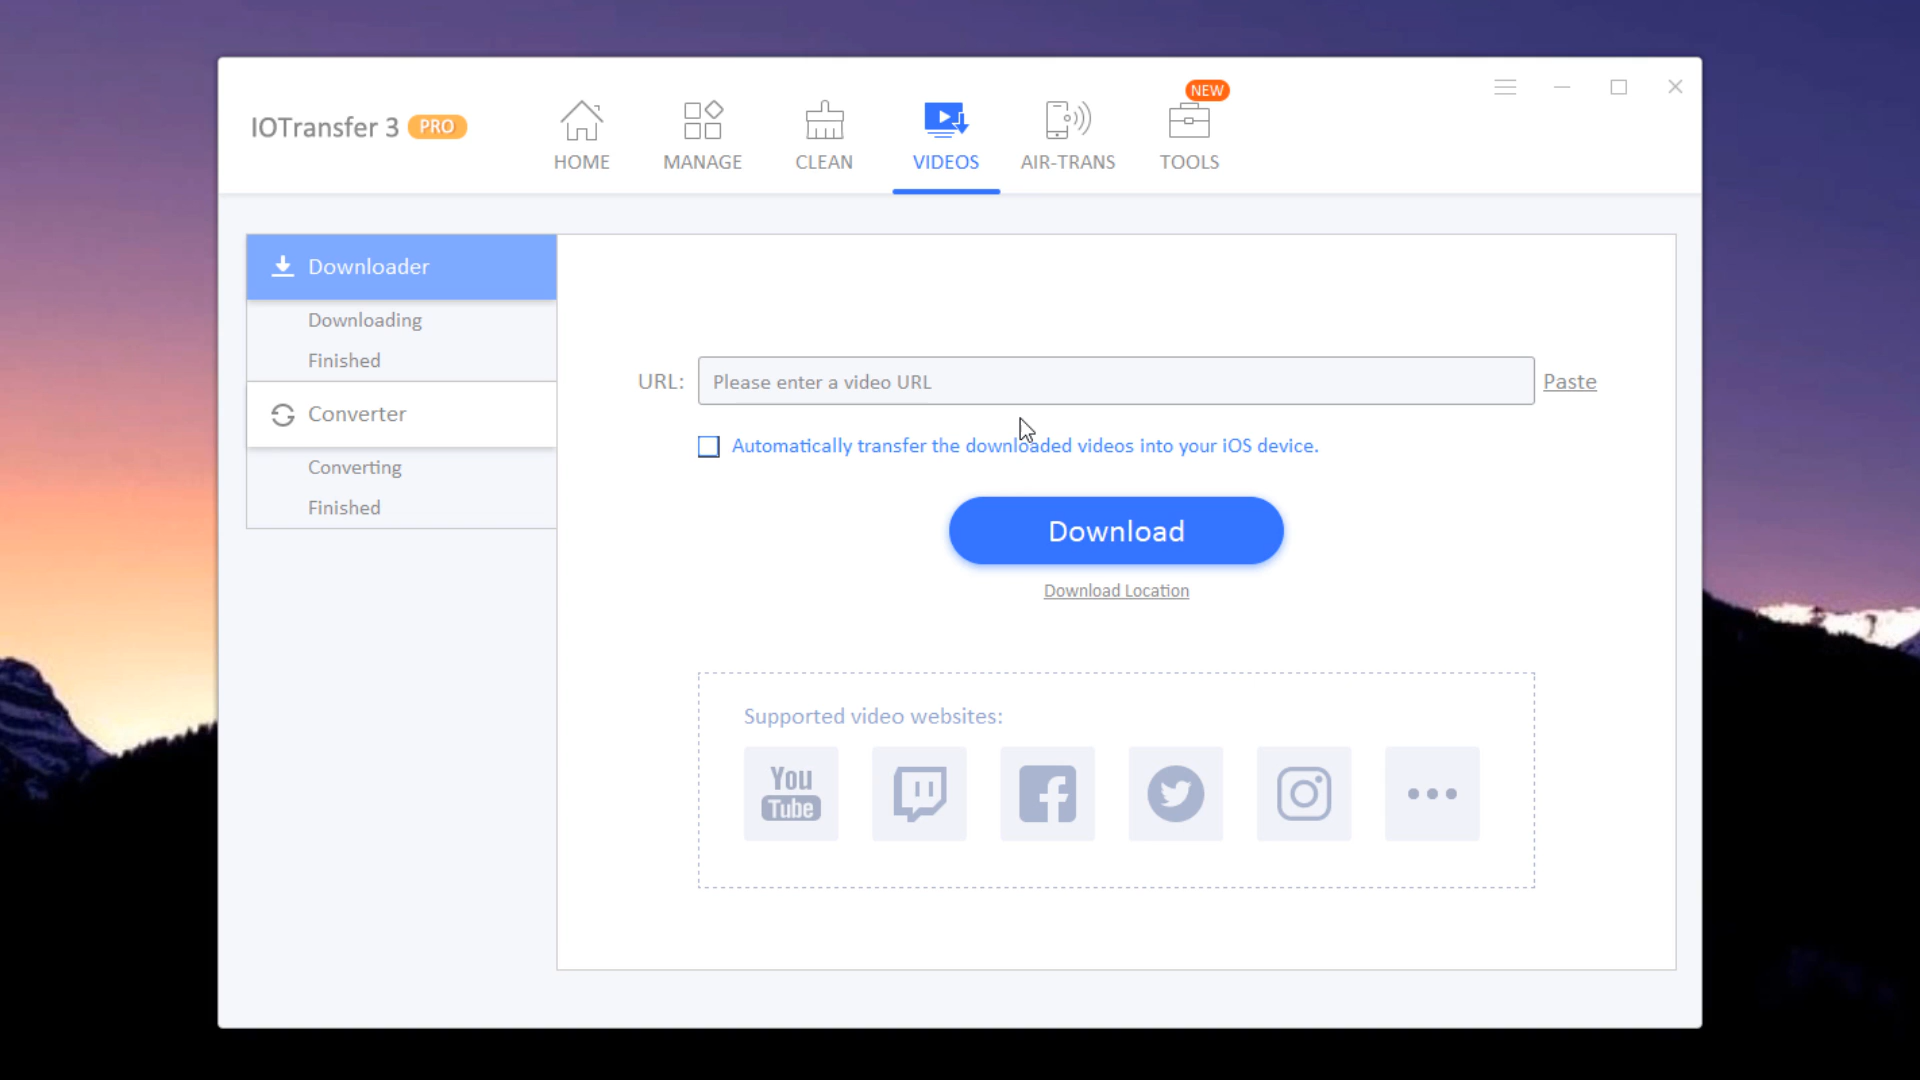 NEW
IOTransfer 3 PRO
HOME MANAGE CLEAN VIDEOS AIR-TRANS TOOLS
Downloader
Downloading
Finished
Converter
Converting
Finished
URL: Please enter a video URL Paste
Automatically transfer the downloaded videos into your iOS device.
Download
Download Location
Supported video websites:
You
Tube